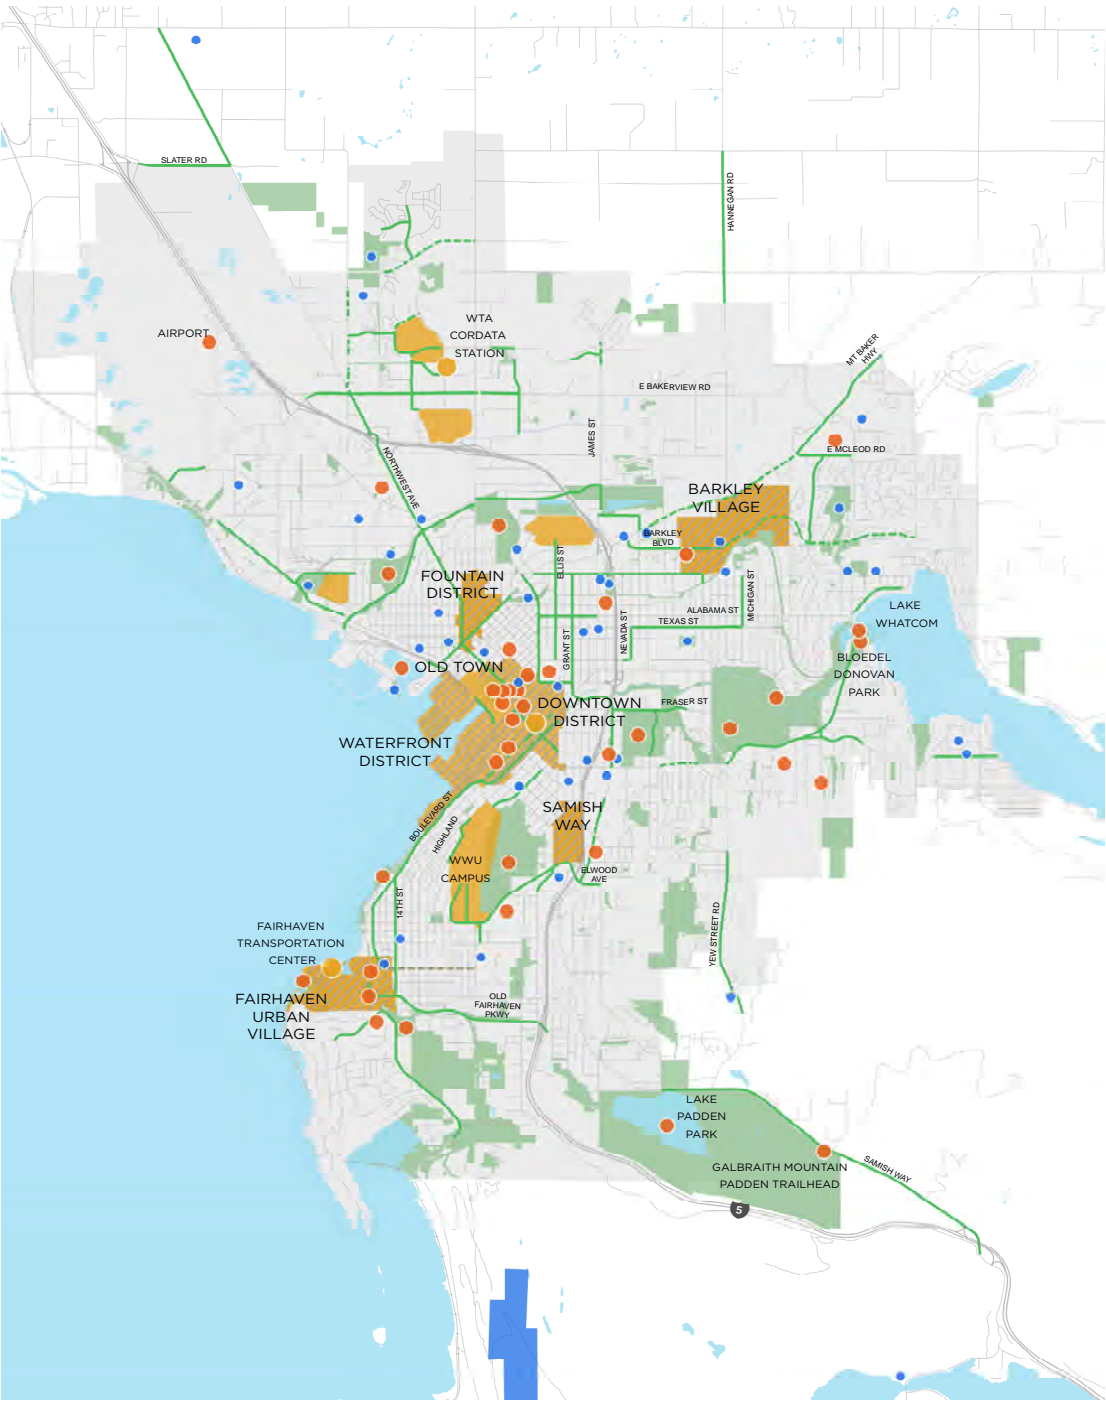 SLATER RD
HANNEGAN RD
WTA
CORDATA
STATION
AIRPORT
MT BAKER
HWY
E BAKERVIEW RD
JAMES ST
E MCLEOD RD
NORTHWEST AVE
BARKLEY
VILLAGE
BARKLEY
BLVD
ELLIS ST
FOUNTAIN
DISTRICT
MICHIGAN ST
ALABAMA ST
TEXAS ST
NEVADA ST
GRANT ST
LAKE
WHATCOM
BLOEDEL
DONOVAN
PARK
OLD TOWN
DOWNTOWN
DISTRICT
FRASER ST
WATERFRONT
DISTRICT
BOULEVARD ST
HIGHLAND
SAMISH
WAY
WWU
CAMPUS
ELWOOD
AVE
14TH ST
YEW STREET RD
FAIRHAVEN
TRANSPORTATION
CENTER
FAIRHAVEN
URBAN
VILLAGE
OLD
FAIRHAVEN
PKWY
LAKE
PADDEN
PARK
GALBRAITH MOUNTAIN
PADDEN TRAILHEAD
SAMISH WAY
5